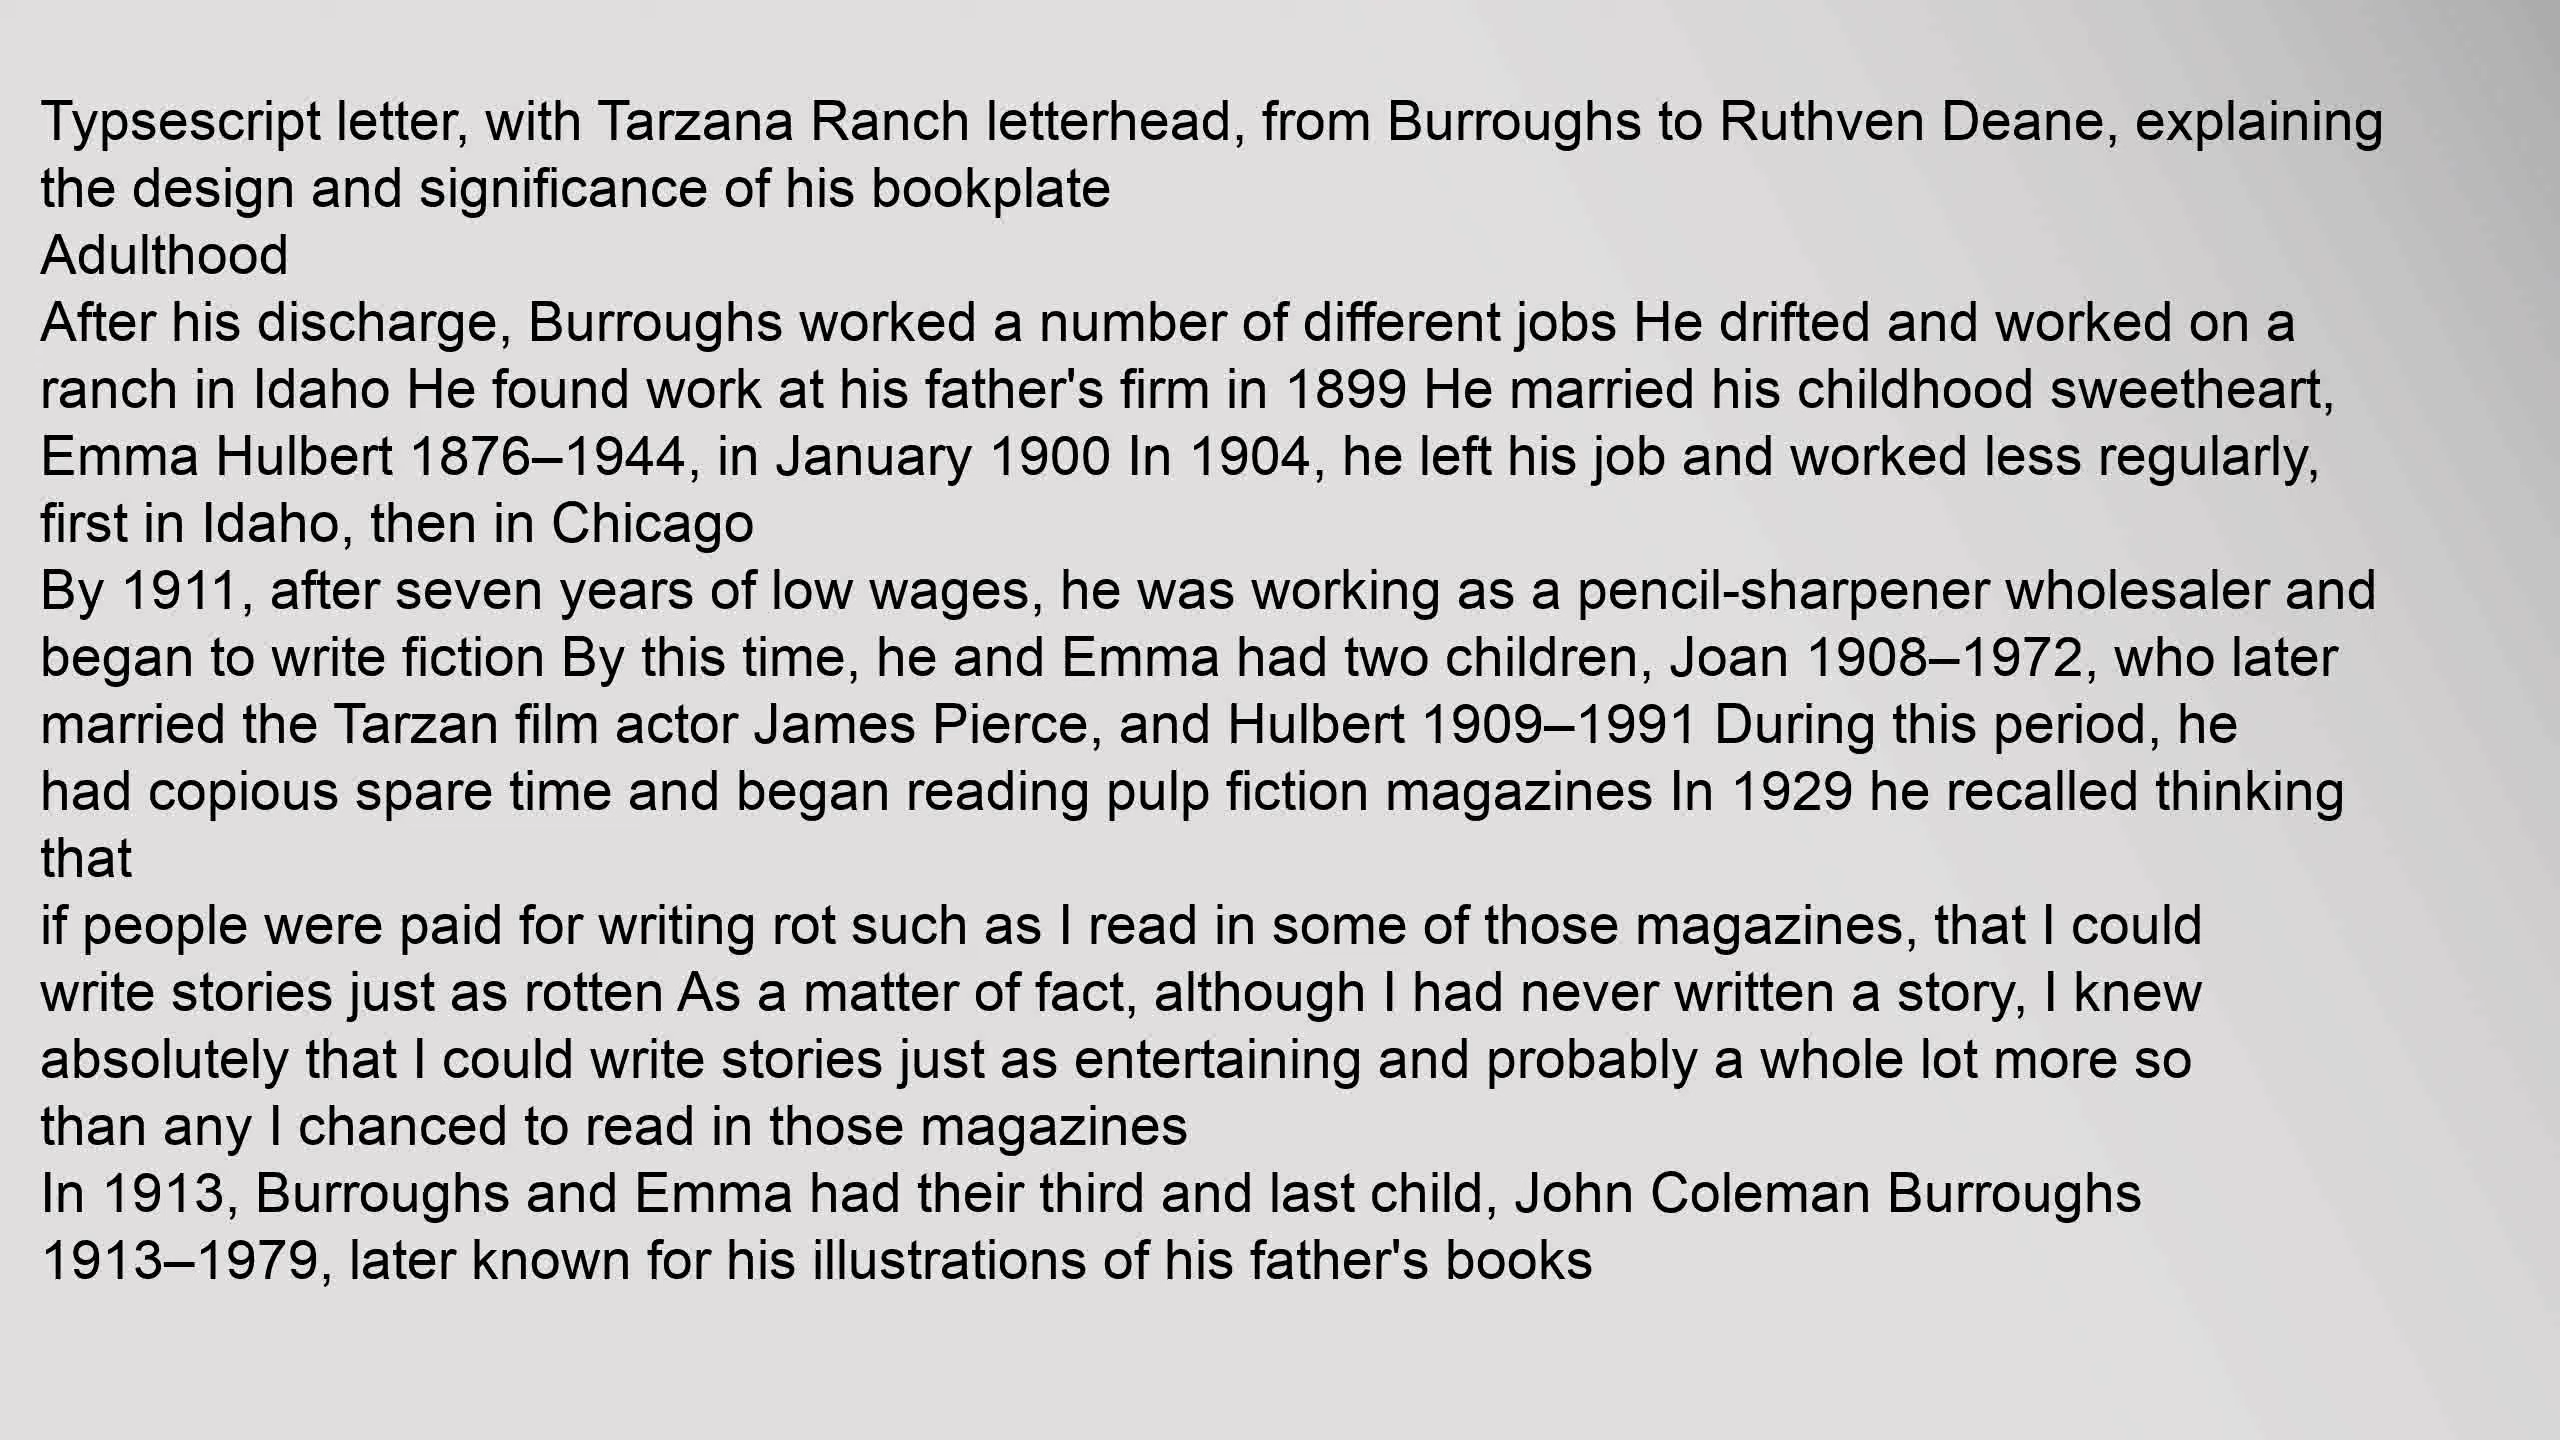 Typsescript letter, with Tarzana Ranch letterhead, from Burroughs to Ruthven Deane, explaining
the design and significance of his bookplate
Adulthood
After his discharge, Burroughs worked a number of different jobs He drifted and worked on a
ranch in Idaho He found work at his father's firm in 1899 He married his childhood sweetheart,
Emma Hulbert 1876–1944, in January 1900 In 1904, he left his job and worked less regularly,
first in Idaho, then in Chicago
By 1911, after seven years of low wages, he was working as a pencil-sharpener wholesaler and
began to write fiction By this time, he and Emma had two children, Joan 1908–1972, who later
married the Tarzan film actor James Pierce, and Hulbert 1909–1991 During this period, he
had copious spare time and began reading pulp fiction magazines In 1929 he recalled thinking
that
if people were paid for writing rot such as I read in some of those magazines, that I could
write stories just as rotten As a matter of fact, although I had never written a story, I knew
absolutely that I could write stories just as entertaining and probably a whole lot more so
than any I chanced to read in those magazines
In 1913, Burroughs and Emma had their third and last child, John Coleman Burroughs
1913–1979, later known for his illustrations of his father's books